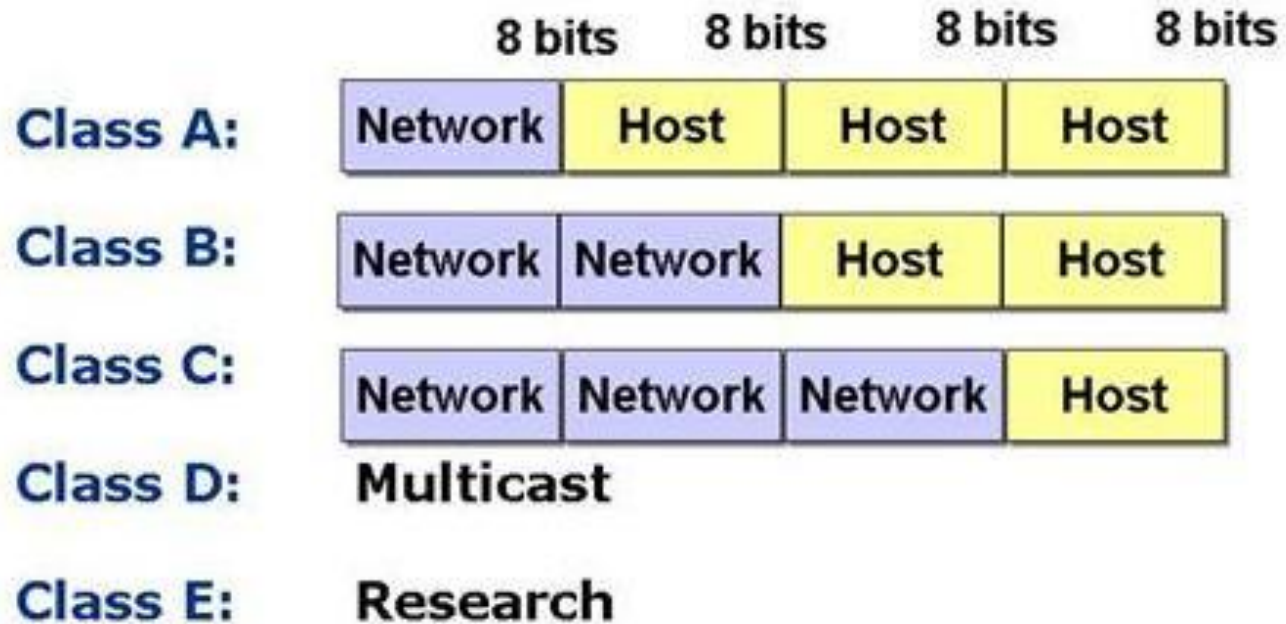 8 bits 8 bits 8 bits 8 bits
Class A: Network Host Host Host
Class B: Network Network Host Host
Class C: Network Network Network Host
Class D: Multicast
Class E: Research